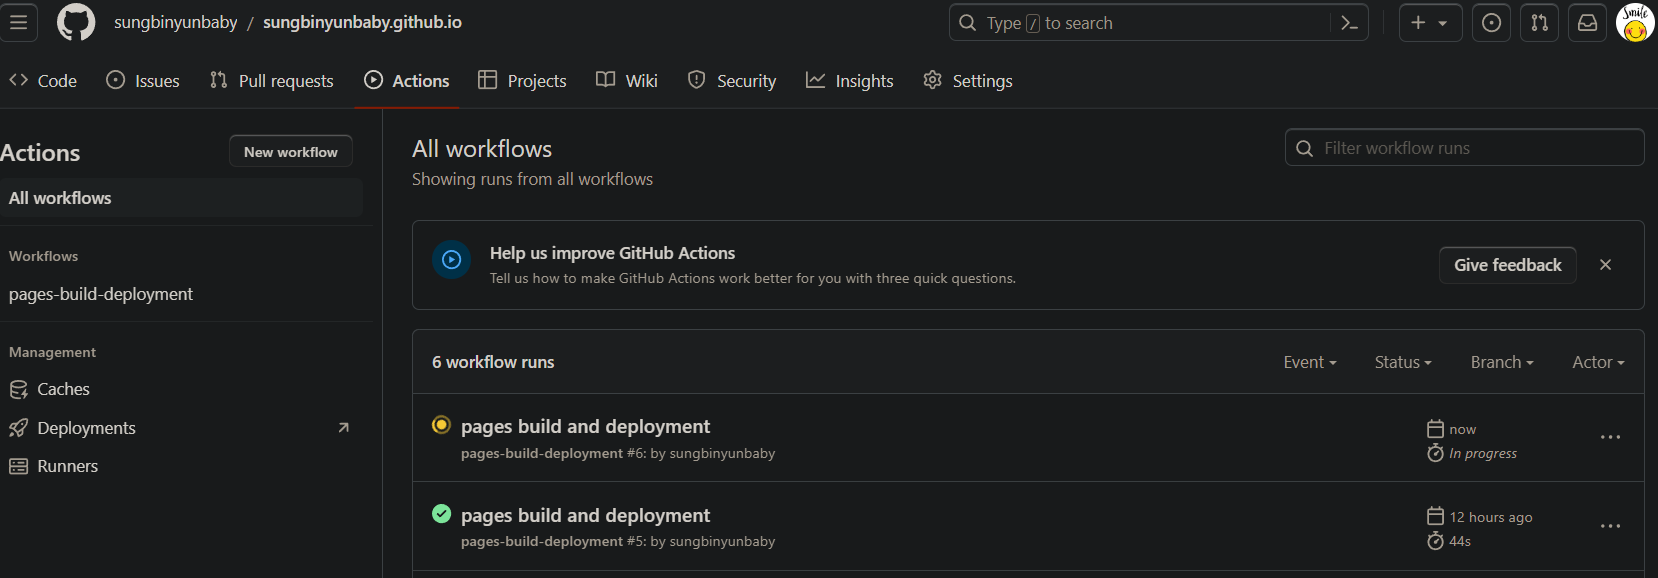 sungbinyunbaby / sungbinyunbaby.github.io
Type / to search
Smile
Code
Issues
Pull requests
Actions
Projects
Wiki
Security
Insights
Settings
Actions
New workflow
All workflows
Workflows
pages-build-deployment
Management
Caches
Deployments
Runners
All workflows
Showing runs from all workflows
Filter workflow runs
Help us improve GitHub Actions
Tell us how to make GitHub Actions work better for you with three quick questions.
Give feedback
6 workflow runs
Event
Status
Branch
Actor
pages build and deployment
pages-build-deployment #6: by sungbinyunbaby
now
In progress
pages build and deployment
pages-build-deployment #5: by sungbinyunbaby
12 hours ago
44s